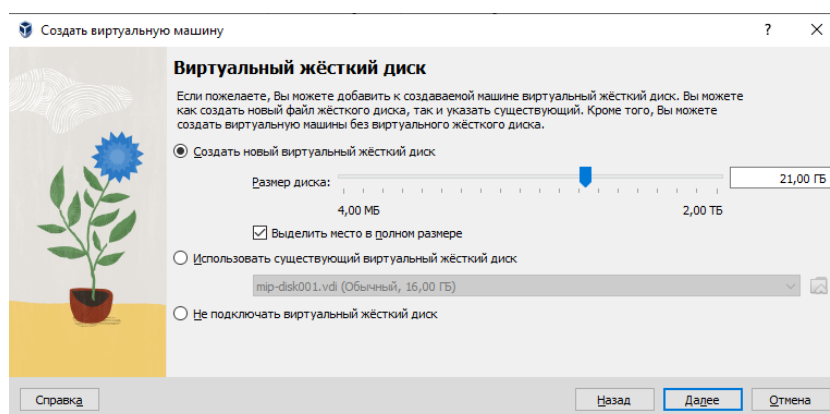 Создать виртуальную машину
Виртуальный жёсткий диск
Если пожелаете, Вы можете добавить к создаваемой машине виртуальный жёсткий диск. Вы можете
как создать новый файл жёсткого диска, так и указать существующий. Кроме того, Вы можете
создать виртуальную машины без виртуального жёсткого диска.
Создать новый виртуальный жёсткий диск
Размер диска: 21,00 ГБ
4,00 МБ 2,00 ТБ
Выделить место в полном размере
Использовать существующий виртуальный жёсткий диск
mip-disk001.vdi (Обычный, 16,00 ГБ)
Не подключать виртуальный жёсткий диск
Справка Назад Далее Отмена